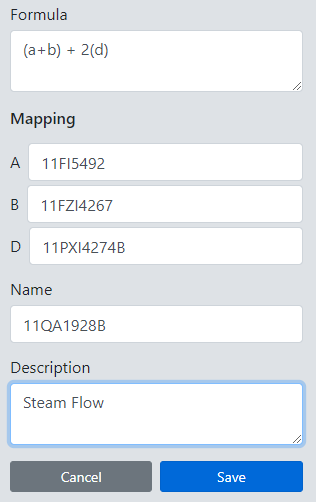 Formula
(a+b) + 2(d)
Mapping
A 11FI5492
B 11FZI4267
D 11PXI4274B
Name
11QA1928B
Description
Steam Flow
Cancel Save